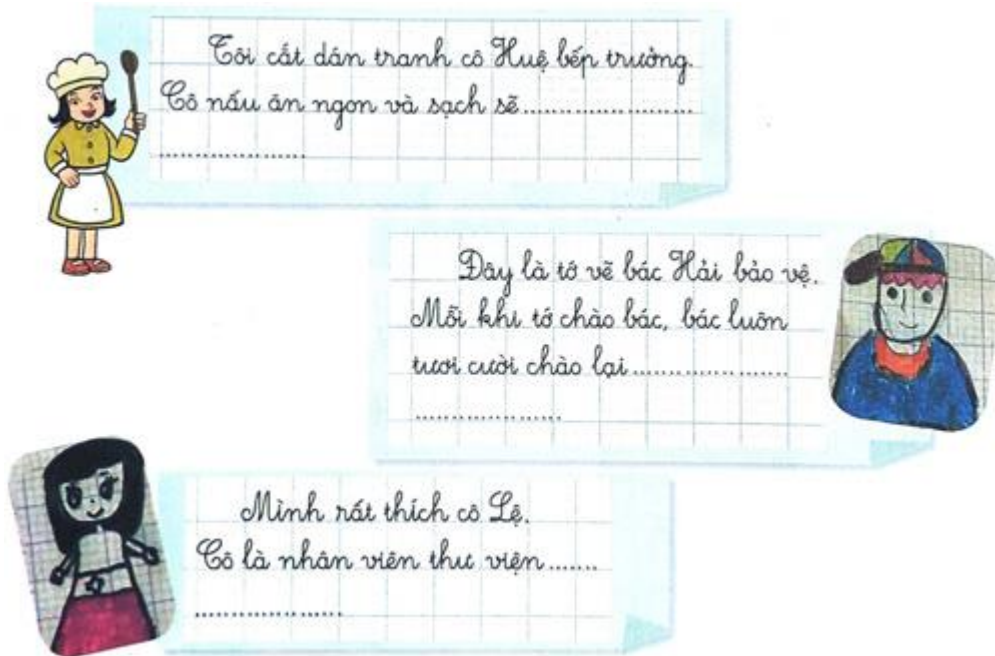 Tôi cắt dán tranh cô Huệ bếp trưởng.
Cô nấu ăn ngon và sạch sẽ........................
....................
Đây là tớ vẽ bác Hải bảo vệ.
Mỗi khi tớ chào bác, bác luôn
tươi cười chào lại......................
....................
Mình rất thích cô Lệ.
Cô là nhân viên thư viện.......
....................